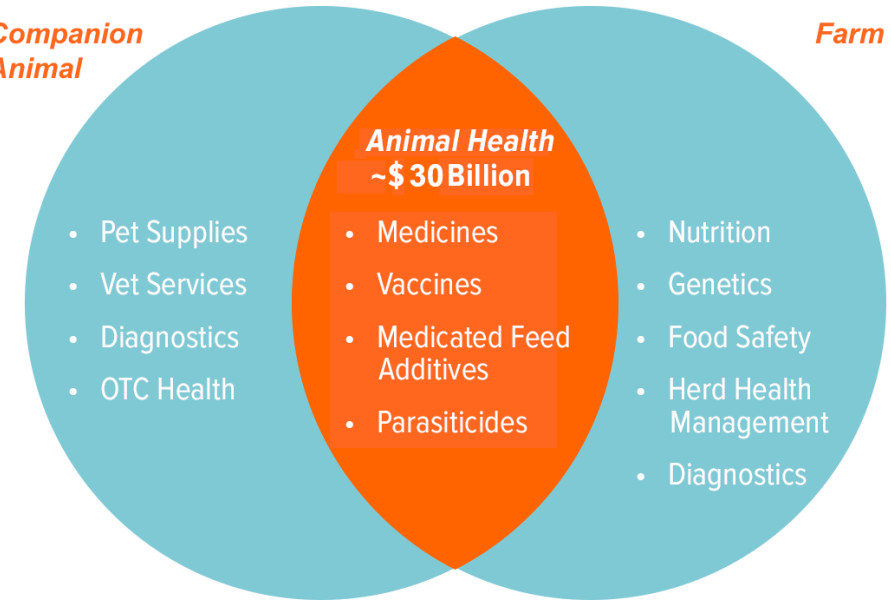 Companion
Animal
Farm
Animal Health
~$30 Billion
• Pet Supplies
• Vet Services
• Diagnostics
• OTC Health
• Medicines
• Vaccines
• Medicated Feed
Additives
• Parasiticides
• Nutrition
• Genetics
• Food Safety
• Herd Health
Management
• Diagnostics